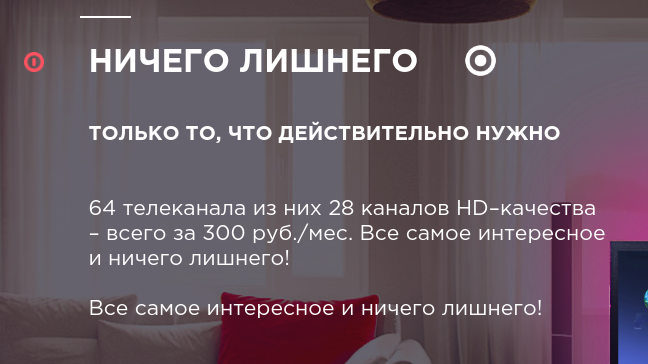 НИЧЕГО ЛИШНЕГО
ТОЛЬКО ТО, ЧТО ДЕЙСТВИТЕЛЬНО НУЖНО
64 телеканала из них 28 каналов HD–качества
– всего за 300 руб./мес. Все самое интересное
и ничего лишнего!
Все самое интересное и ничего лишнего!